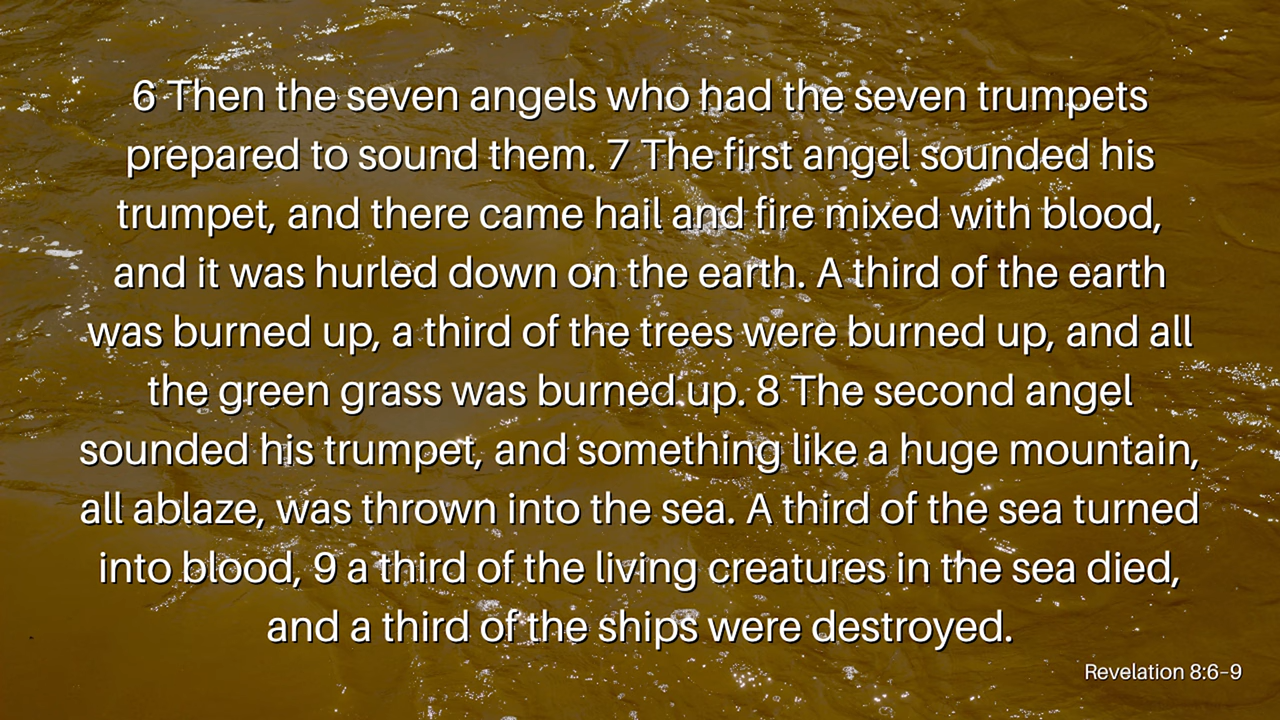 6 Then the seven angels who had the seven trumpets
prepared to sound them. 7 The first angel sounded his
trumpet, and there came hail and fire mixed with blood,
and it was hurled down on the earth. A third of the earth
was burned up, a third of the trees were burned up, and all
the green grass was burned up. 8 The second angel
sounded his trumpet, and something like a huge mountain,
all ablaze, was thrown into the sea. A third of the sea turned
into blood, 9 a third of the living creatures in the sea died,
and a third of the ships were destroyed.
Revelation 8:6–9